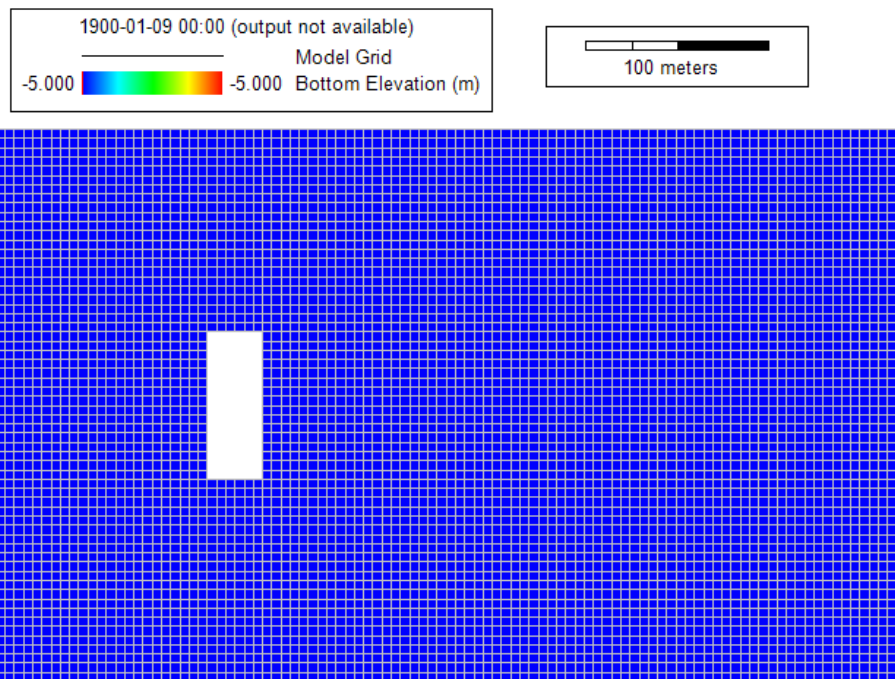 1900-01-09 00:00 (output not available)
Model Grid
-5.000 -5.000 Bottom Elevation (m)
100 meters